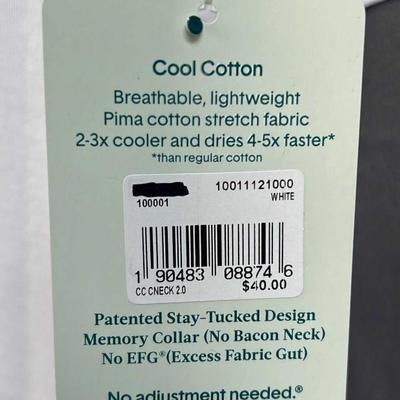 Cool Cotton
Breathable, lightweight
Pima cotton stretch fabric
2-3x cooler and dries 4-5x faster*
*than regular cotton
10011121000
100001 WHITE
1 90483 08874 6
CC CNECK 2.0 $40.00
Patented Stay-Tucked Design
Memory Collar (No Bacon Neck)
No EFG® (Excess Fabric Gut)
No adjustment needed.®